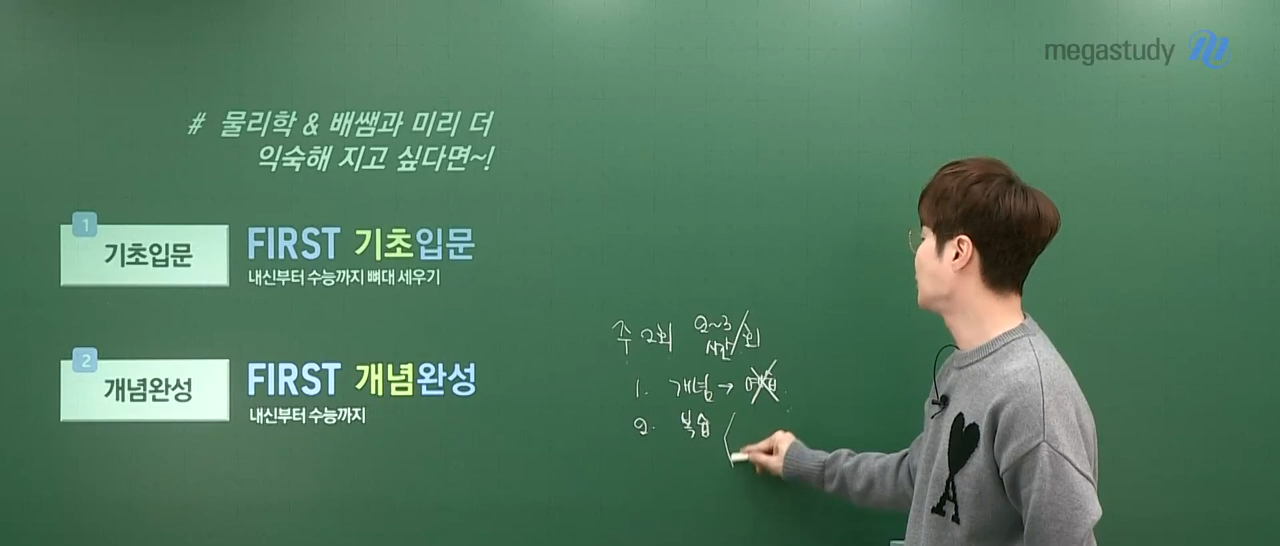 megastudy
# 물리학 & 배쌤과 미리 더
익숙해 지고 싶다면~!
1
기초입문
FIRST 기초입문
내신부터 수능까지 뼈대 세우기
2
개념완성
FIRST 개념완성
내신부터 수능까지
주 2회 2~3시간/회
1. 개념 →
2. 복습
A